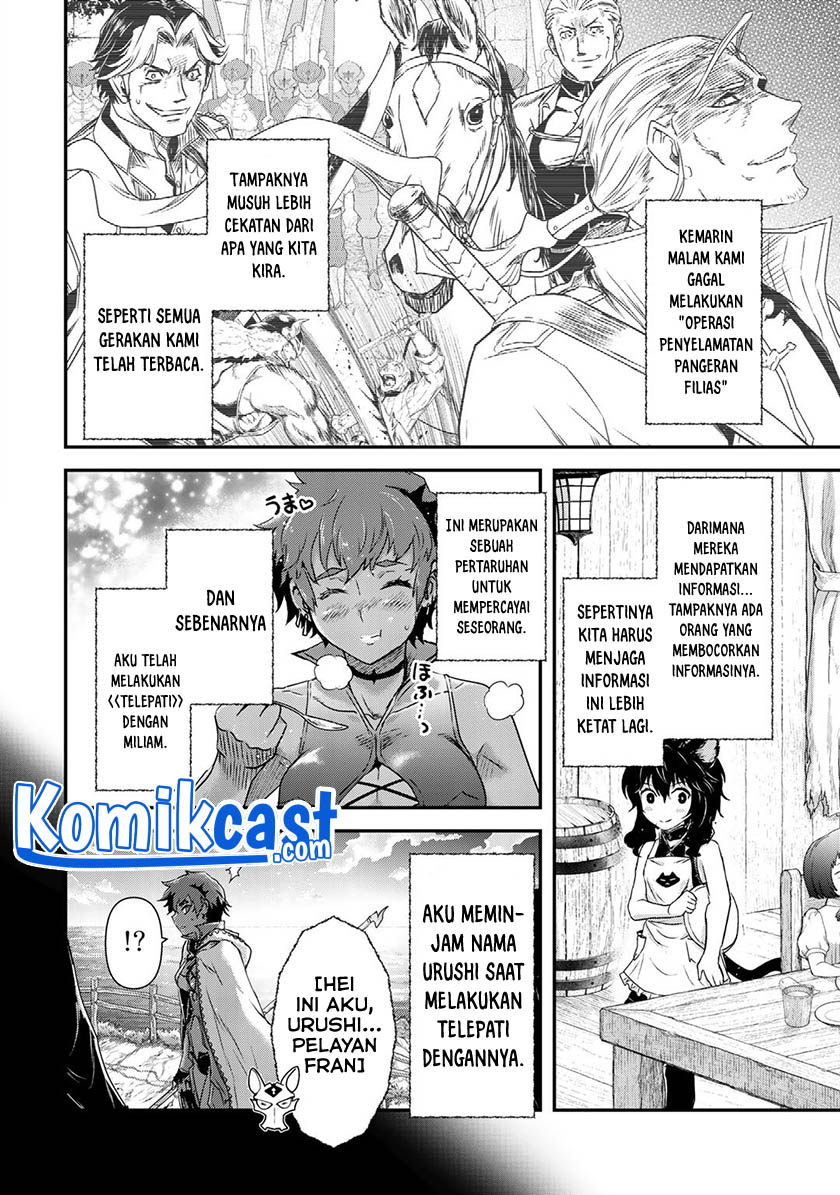 KEMARIN
MALAM KAMI
GAGAL
MELAKUKAN
"OPERASI
PENYELAMATAN
PANGERAN
FILIAS"
TAMPAKNYA
MUSUH LEBIH
CEKATAN DARI
APA YANG KITA
KIRA.
SEPERTI SEMUA
GERAKAN KAMI
TELAH TERBACA.
DARIMANA
MEREKA
MENDAPATKAN
INFORMASI...
TAMPAKNYA ADA
ORANG YANG
MEMBOCORKAN
INFORMASINYA.
SEPERTINYA
KITA HARUS
MENJAGA
INFORMASI
INI LEBIH
KETAT LAGI.
INI MERUPAKAN
SEBUAH
PERTARUHAN
UNTUK
MEMPERCAYAI
SESEORANG.
うま♡
ほふ…っ
DAN
SEBENARNYA
AKU TELAH
MELAKUKAN
<<TELEPATI>>
DENGAN
MILIAM.
Komikcast
.com
AKU MEMIN-
JAM NAMA
URUSHI SAAT
MELAKUKAN
TELEPATI
DENGANNYA.
[HEI
INI AKU,
URUSHI...
PELAYAN
FRAN]
!?